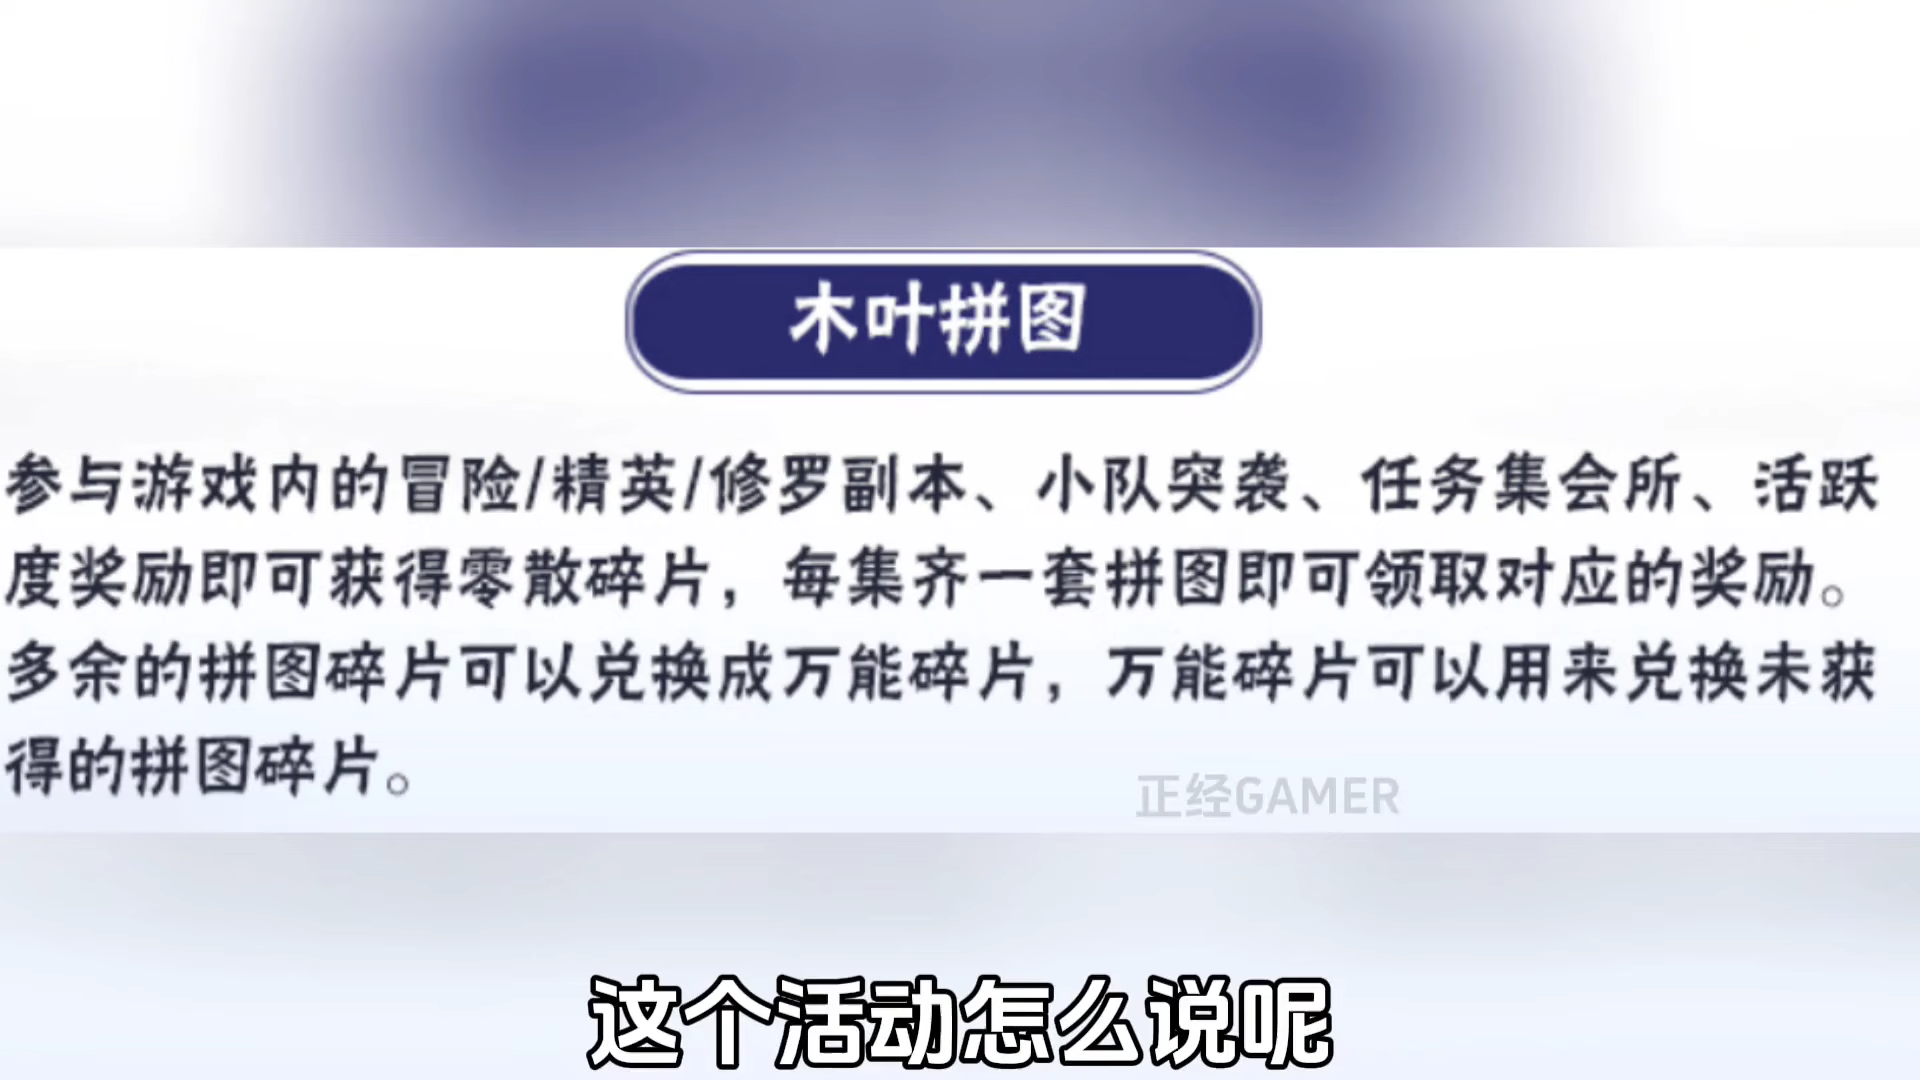 木叶拼图
参与游戏内的冒险/精英/修罗副本、小队突袭、任务集会所、活跃
度奖励即可获得零散碎片，每集齐一套拼图即可领取对应的奖励。
多余的拼图碎片可以兑换成万能碎片，万能碎片可以用来兑换未获
得的拼图碎片。
正经GAMER
这个活动怎么说呢